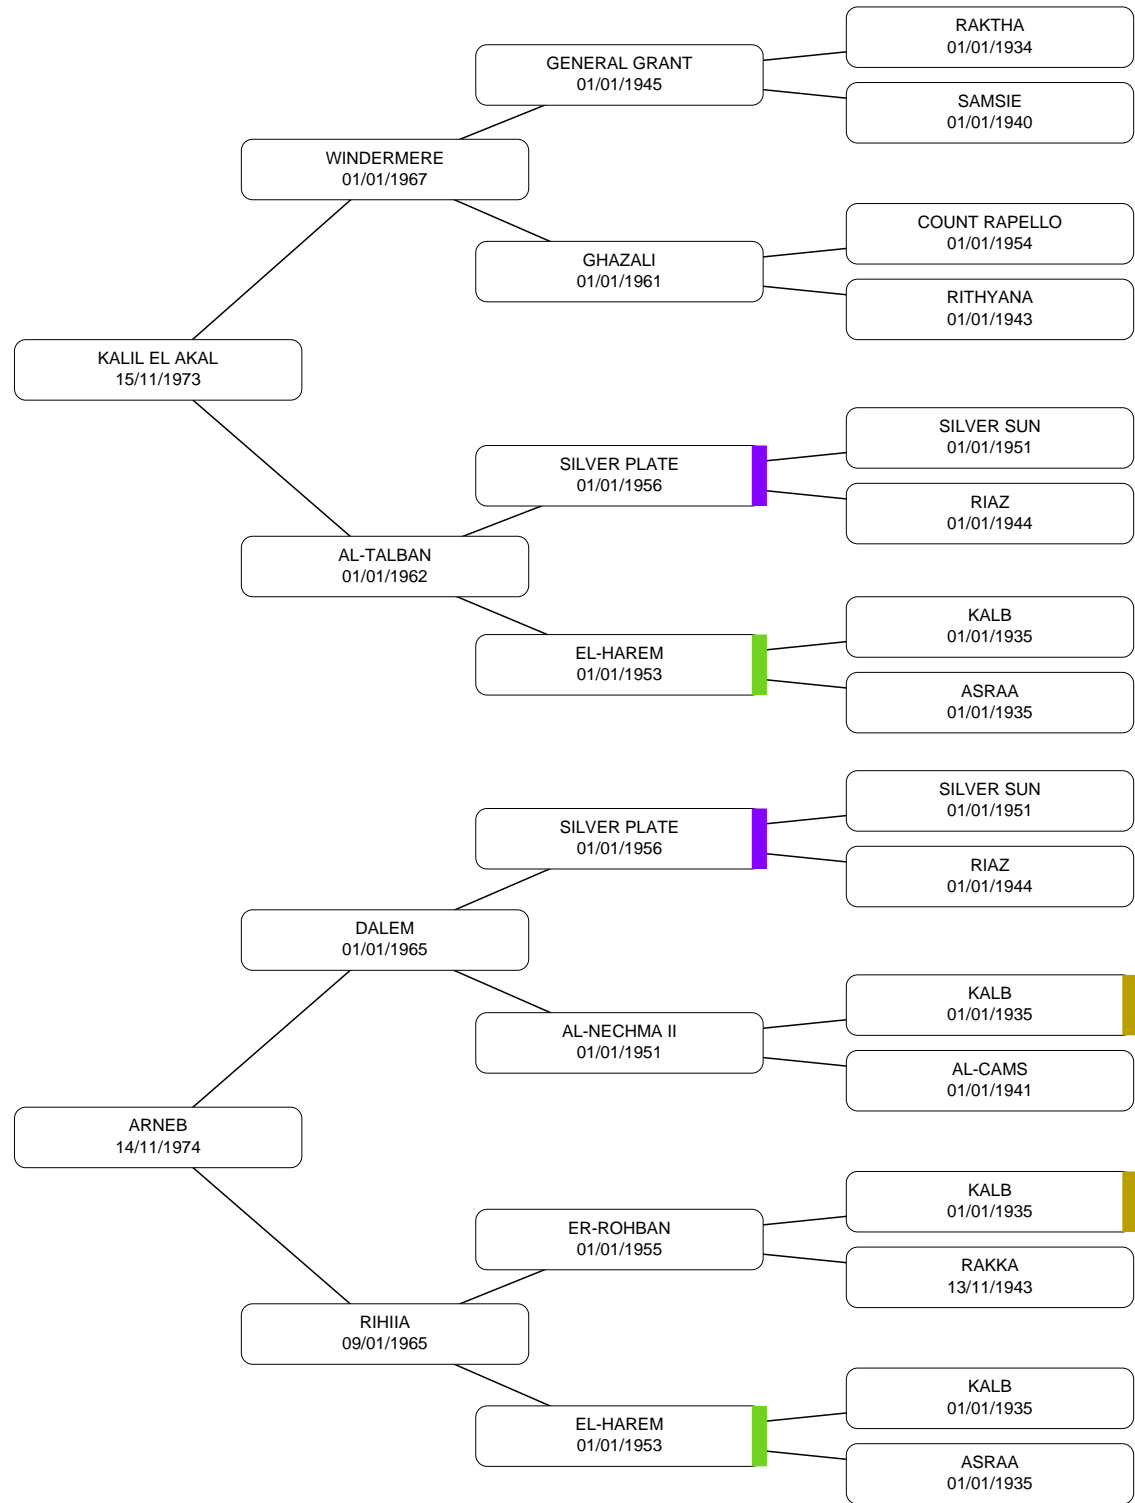 RAKTHA
01/01/1934
GENERAL GRANT
01/01/1945
SAMSIE
01/01/1940
WINDERMERE
01/01/1967
COUNT RAPELLO
01/01/1954
GHAZALI
01/01/1961
RITHYANA
01/01/1943
KALIL EL AKAL
15/11/1973
SILVER SUN
01/01/1951
SILVER PLATE
01/01/1956
RIAZ
01/01/1944
AL-TALBAN
01/01/1962
KALB
01/01/1935
EL-HAREM
01/01/1953
ASRAA
01/01/1935
SILVER SUN
01/01/1951
SILVER PLATE
01/01/1956
RIAZ
01/01/1944
DALEM
01/01/1965
KALB
01/01/1935
AL-NECHMA II
01/01/1951
AL-CAMS
01/01/1941
ARNEB
14/11/1974
KALB
01/01/1935
ER-ROHBAN
01/01/1955
RAKKA
13/11/1943
RIHIIA
09/01/1965
KALB
01/01/1935
EL-HAREM
01/01/1953
ASRAA
01/01/1935